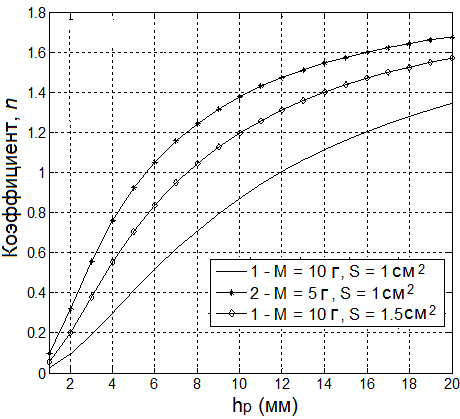 1.8
1.6
1.4
1.2
1
0.8
0.6
0.4
0.2
0
Коэффициент, n
1 - M = 10 г, S = 1 см²
2 - M = 5 г, S = 1 см²
1 - M = 10 г, S = 1.5 см²
2 4 6 8 10 12 14 16 18 20
hр (мм)